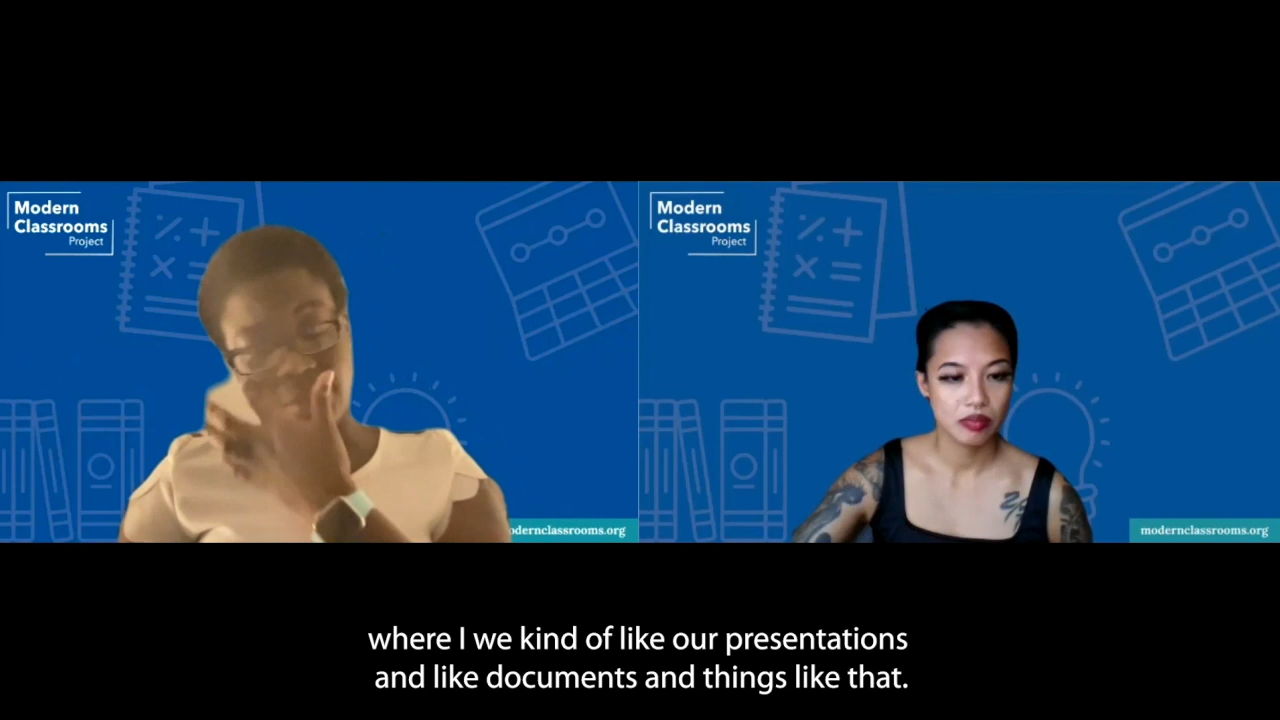 Modern
Classrooms
Project
Modern
Classrooms
Project
odernclassrooms.org
modernclassrooms.org
where I we kind of like our presentations
and like documents and things like that.